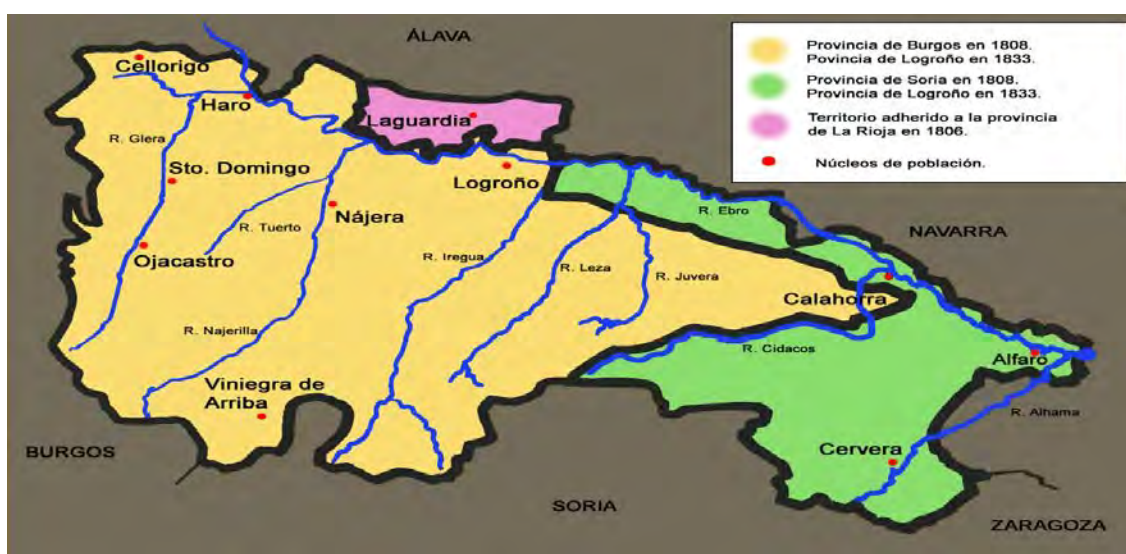 ÁLAVA
Provincia de Burgos en 1808.
Povincia de Logroño en 1833.
Provincia de Soria en 1808.
Provincia de Logroño en 1833.
Territorio adherido a la província
de La Rioja en 1806.
Núcleos de población.
Cellorigo
Haro
Laguardia
R. Glera
Sto. Domingo
Logroño
Nájera
R. Tuerto
R. Ebro
NAVARRA
Ojacastro
R. Iregua
R. Leza
R. Juvera
Calahorra
R. Najerilla
R. Cidacos
Alfaro
Viniegra de
Arriba
R. Alhama
BURGOS
Cervera
SORIA
ZARAGOZA